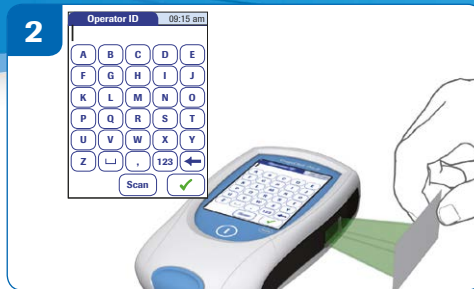 2
Operator ID 09:15 am
A B C D E
F G H I J
K L M N O
P Q R S T
U V W X Y
Z , 123
Scan